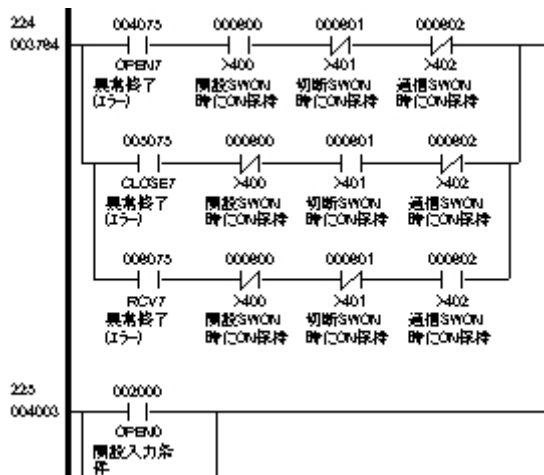 224
003784
004075 000800 000801 000802
OPEN7 >400 >401 >402
異常終了 開設SWON 切断SWON 通信SWON
(エラー) 時にON保持 時にON保持 時にON保持
005075 000800 000801 000802
CLOSE7 >400 >401 >402
異常終了 開設SWON 切断SWON 通信SWON
(エラー) 時にON保持 時にON保持 時にON保持
006075 000800 000801 000802
RCV7 >400 >401 >402
異常終了 開設SWON 切断SWON 通信SWON
(エラー) 時にON保持 時にON保持 時にON保持
225
004003
002000
OPEN0
開設入力条
件